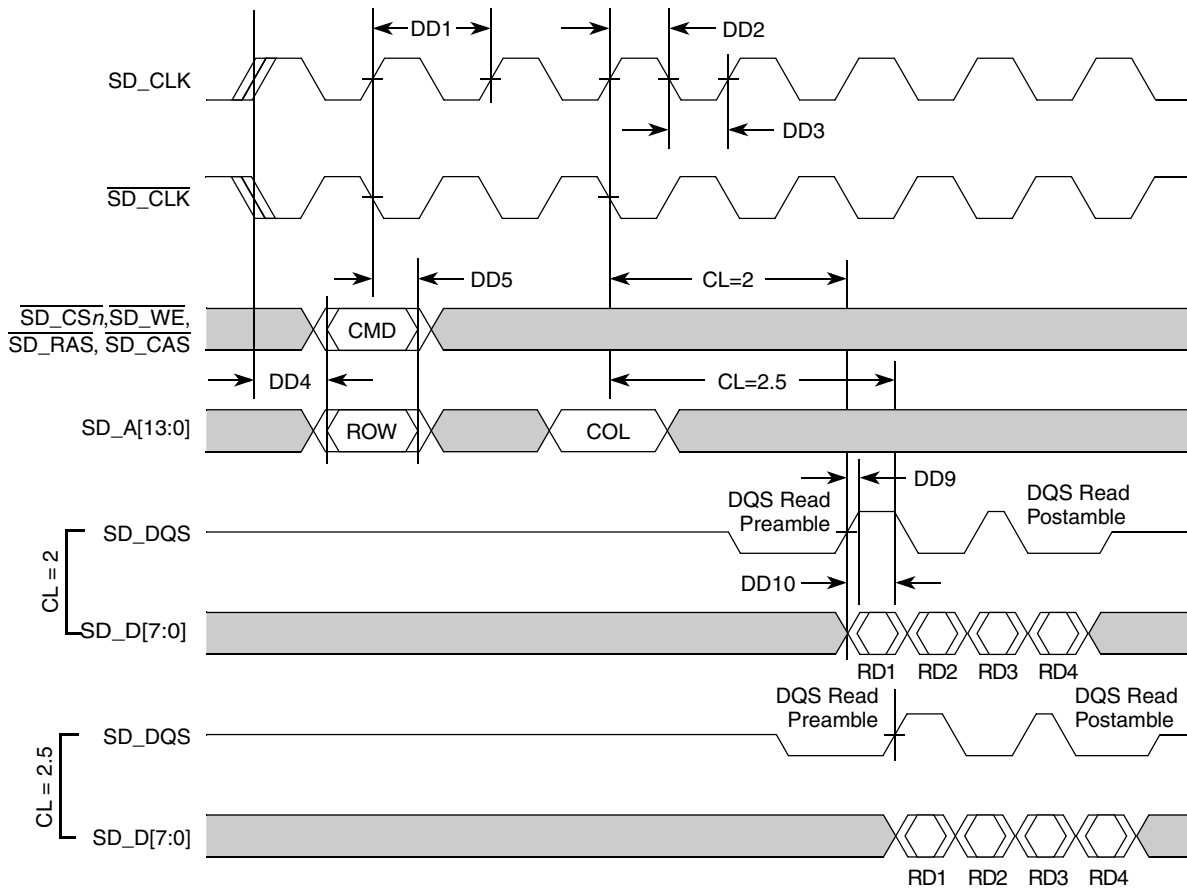 DD1
DD2
SD_CLK
DD3
SD_CLK
DD5
CL=2
SD_CSn,SD_WE,
SD_RAS, SD_CAS
CMD
DD4
CL=2.5
SD_A[13:0]
ROW
COL
DD9
DQS Read
Preamble
DQS Read
Postamble
SD_DQS
CL = 2
DD10
SD_D[7:0]
RD1 RD2 RD3 RD4
DQS Read
Preamble
DQS Read
Postamble
SD_DQS
CL = 2.5
SD_D[7:0]
RD1 RD2 RD3 RD4